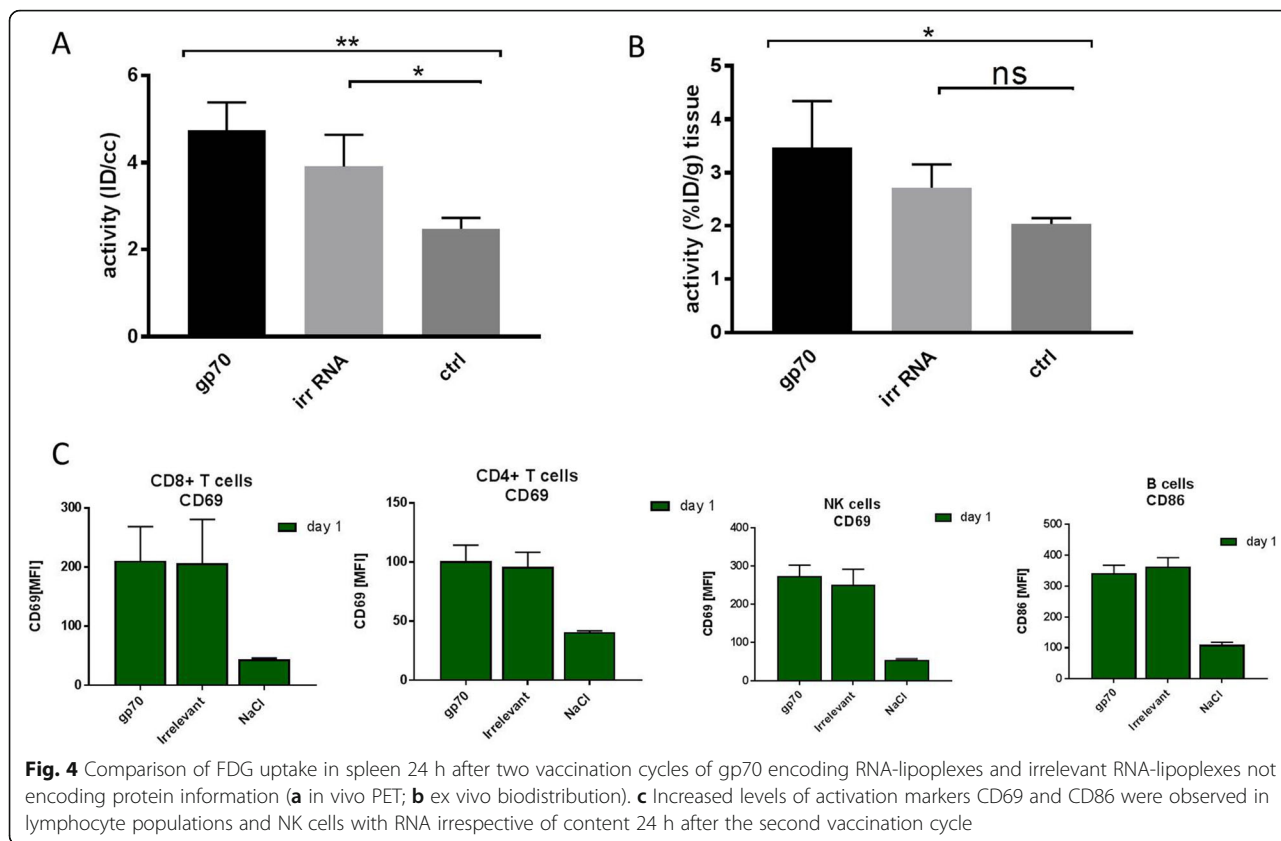 A
**
*
activity (ID/cc)
6
4
2
0
gp70
irr RNA
ctrl
B
*
ns
activity (%ID/g) tissue
5
4
3
2
1
0
gp70
irr RNA
ctrl
C
CD8+ T cells
CD69
day 1
CD69[MFI]
300
200
100
0
gp70
Irrelevant
NaCl
CD4+ T cells
CD69
day 1
CD69 [MFI]
150
100
50
0
gp70
Irrelevant
NaCl
NK cells
CD69
day 1
CD69 [MFI]
400
300
200
100
0
gp70
Irrelevant
NaCl
B cells
CD86
day 1
CD86 [MFI]
500
400
300
200
100
0
gp70
Irrelevant
NaCl
Fig. 4 Comparison of FDG uptake in spleen 24 h after two vaccination cycles of gp70 encoding RNA-lipoplexes and irrelevant RNA-lipoplexes not
encoding protein information (a in vivo PET; b ex vivo biodistribution). c Increased levels of activation markers CD69 and CD86 were observed in
lymphocyte populations and NK cells with RNA irrespective of content 24 h after the second vaccination cycle